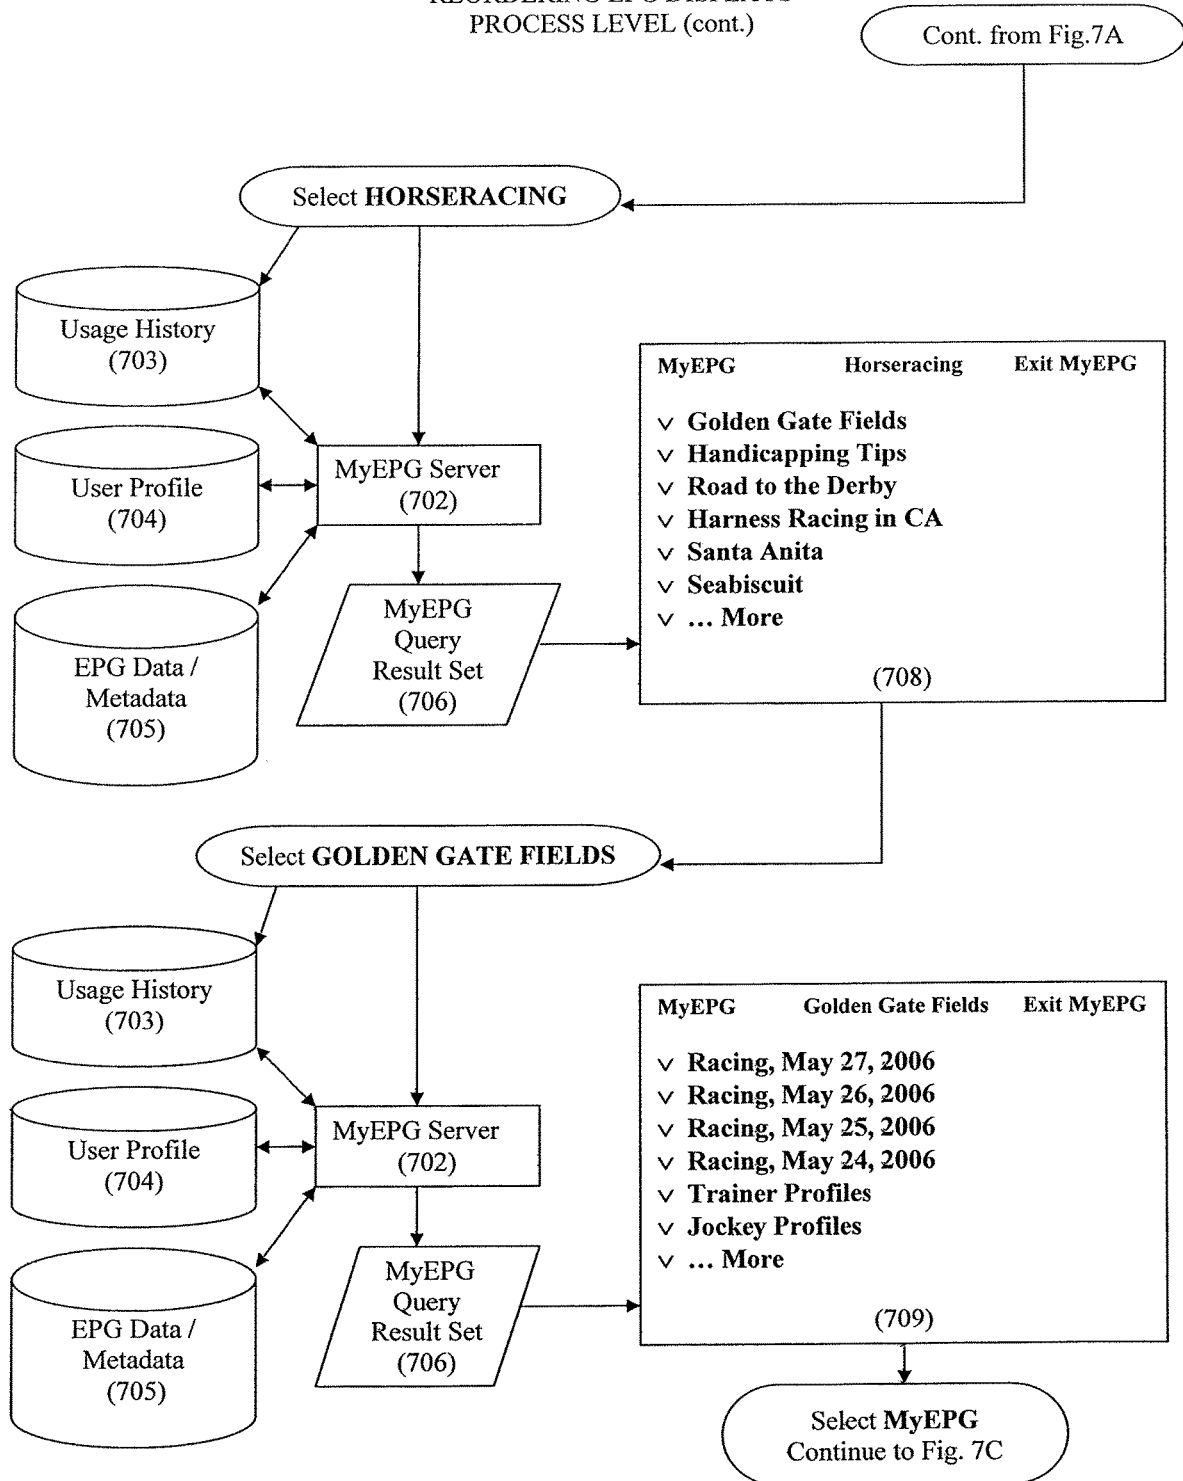 PROCESS LEVEL (cont.)
Cont. from Fig.7A
Select HORSERACING
Usage History
(703)
User Profile
(704)
EPG Data /
Metadata
(705)
MyEPG Server
(702)
MyEPG
Query
Result Set
(706)
MyEPG Horseracing Exit MyEPG
v Golden Gate Fields
v Handicapping Tips
v Road to the Derby
v Harness Racing in CA
v Santa Anita
v Seabiscuit
v ... More
(708)
Select GOLDEN GATE FIELDS
Usage History
(703)
User Profile
(704)
EPG Data /
Metadata
(705)
MyEPG Server
(702)
MyEPG
Query
Result Set
(706)
MyEPG Golden Gate Fields Exit MyEPG
v Racing, May 27, 2006
v Racing, May 26, 2006
v Racing, May 25, 2006
v Racing, May 24, 2006
v Trainer Profiles
v Jockey Profiles
v ... More
(709)
Select MyEPG
Continue to Fig. 7C